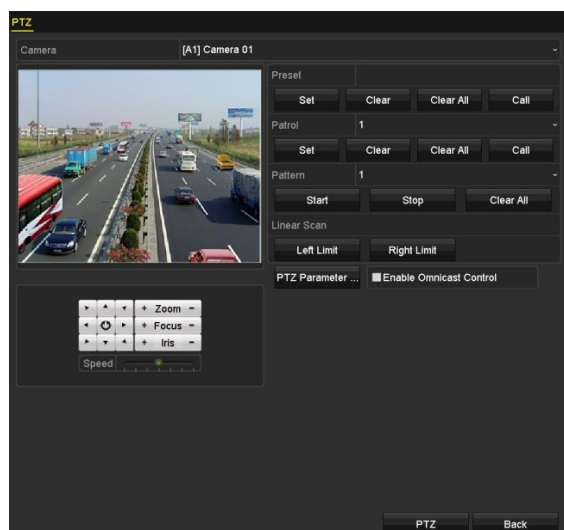 PTZ
Camera [A1] Camera 01
Preset
Set Clear Clear All Call
Patrol 1
Set Clear Clear All Call
Pattern 1
Start Stop Clear All
Linear Scan
Left Limit Right Limit
PTZ Parameter ... Enable Omnicast Control
+ Zoom -
+ Focus -
+ Iris -
Speed
PTZ Back